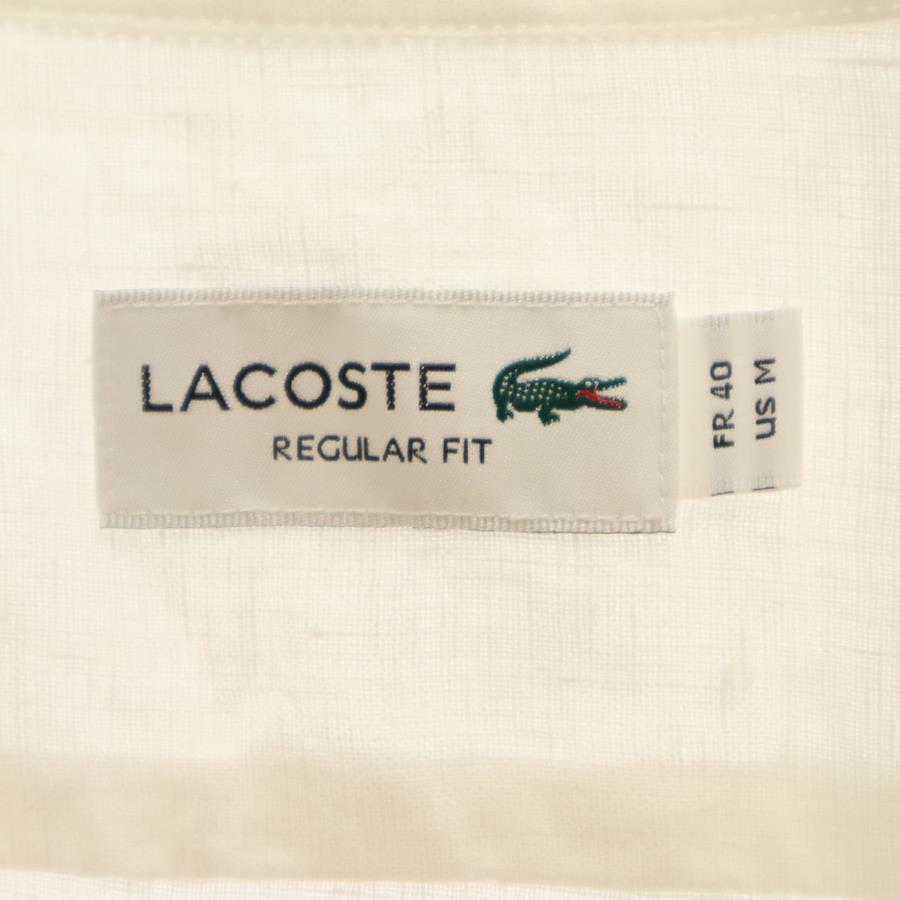 LACOSTE
REGULAR FIT
FR 40
US M